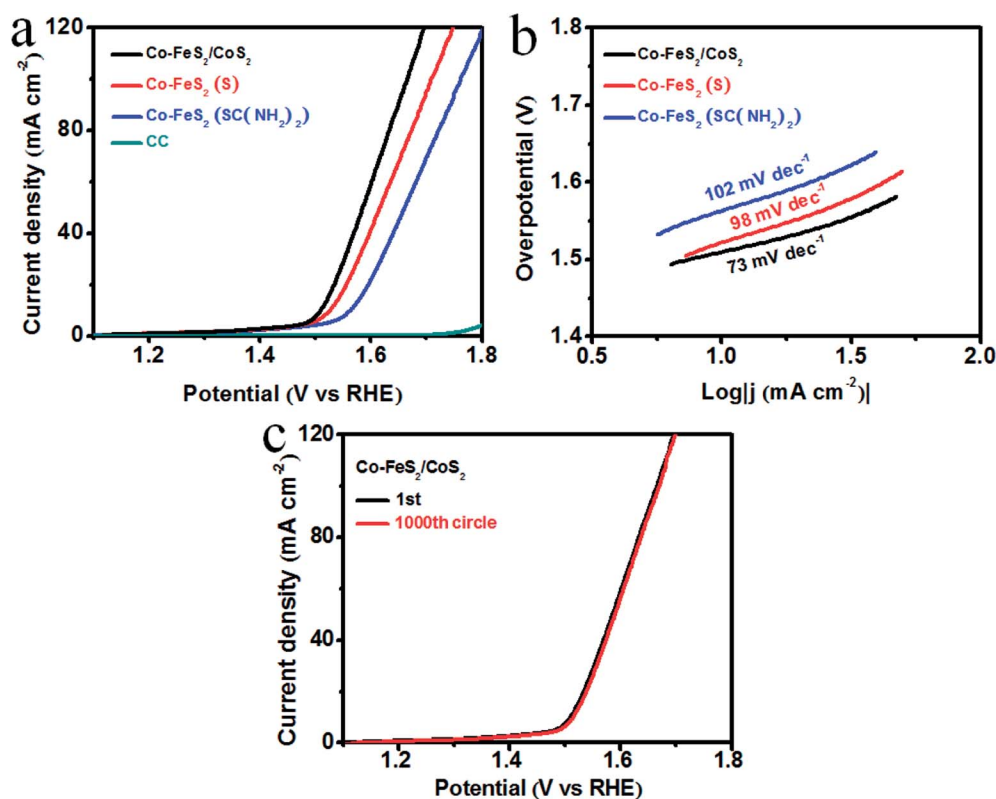 a
120
80
40
0
Current density (mA cm⁻²)
Co-FeS₂/CoS₂
Co-FeS₂ (S)
Co-FeS₂ (SC(NH₂)₂)
CC
1.2 1.4 1.6 1.8
Potential (V vs RHE)
b
1.8
1.7
1.6
1.5
1.4
Overpotential (V)
Co-FeS₂/CoS₂
Co-FeS₂ (S)
Co-FeS₂ (SC(NH₂)₂)
102 mV dec⁻¹
98 mV dec⁻¹
73 mV dec⁻¹
0.5 1.0 1.5 2.0
Log|j (mA cm⁻²)|
c
120
80
40
0
Current density (mA cm⁻²)
Co-FeS₂/CoS₂
1st
1000th circle
1.2 1.4 1.6 1.8
Potential (V vs RHE)